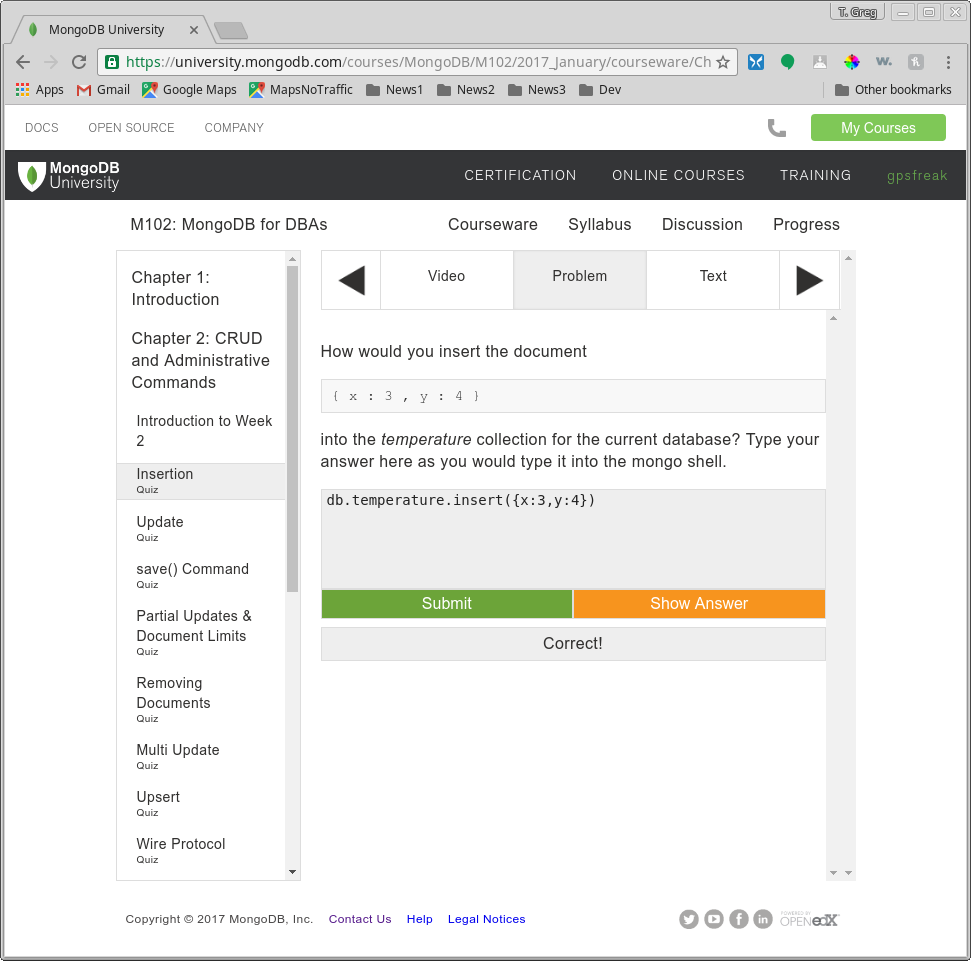 T. Greg
MongoDB University
https://university.mongodb.com/courses/MongoDB/M102/2017_January/courseware/Ch
w.
Apps Gmail Google Maps MapsNoTraffic News1 News2 News3 Dev Other bookmarks
DOCS OPEN SOURCE COMPANY My Courses
MongoDB
University
CERTIFICATION ONLINE COURSES TRAINING gpsfreak
M102: MongoDB for DBAs Courseware Syllabus Discussion Progress
Chapter 1:
Introduction
Chapter 2: CRUD
and Administrative
Commands
Introduction to Week
2
Insertion
Quiz
Update
Quiz
save() Command
Quiz
Partial Updates &
Document Limits
Quiz
Removing
Documents
Quiz
Multi Update
Quiz
Upsert
Quiz
Wire Protocol
Quiz
Video Problem Text
How would you insert the document
{ x : 3 , y : 4 }
into the temperature collection for the current database? Type your
answer here as you would type it into the mongo shell.
db.temperature.insert({x:3,y:4})
Submit Show Answer
Correct!
Copyright © 2017 MongoDB, Inc. Contact Us Help Legal Notices
POWERED BY
OPEN edX